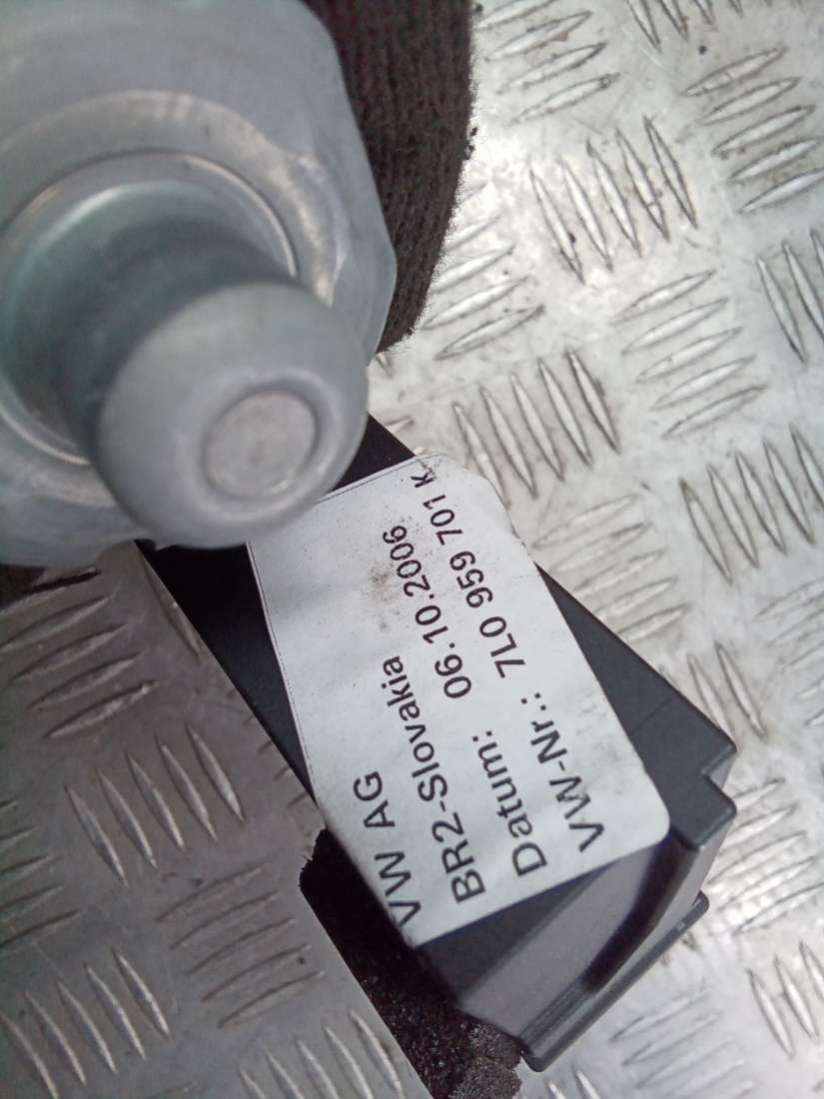 VW AG
BR2-Slovakia
Datum: 06.10.2006
VW-Nr.: 7L0 959 701 K